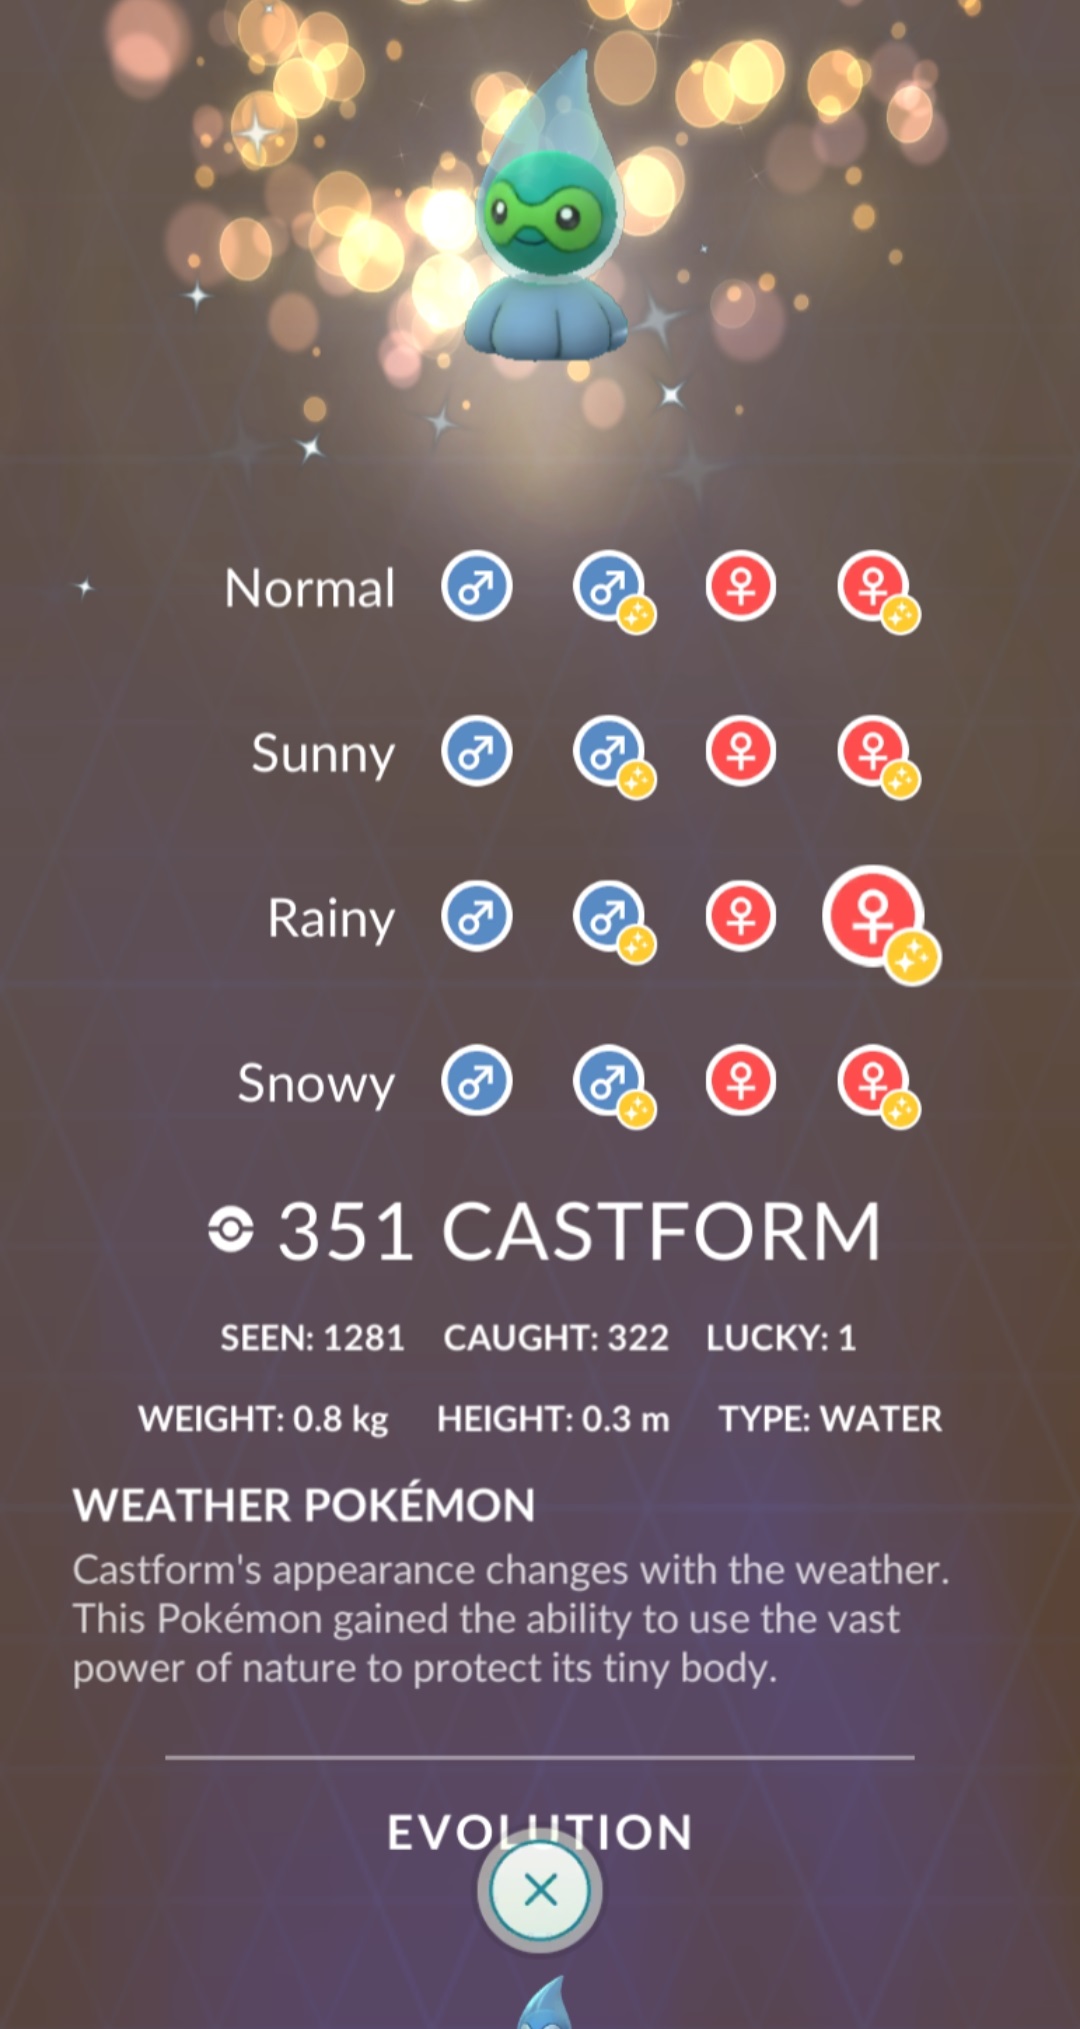 Normal
Sunny
Rainy
Snowy
351 CASTFORM
SEEN: 1281 CAUGHT: 322 LUCKY: 1
WEIGHT: 0.8 kg HEIGHT: 0.3 m TYPE: WATER
WEATHER POKÉMON
Castform's appearance changes with the weather.
This Pokémon gained the ability to use the vast
power of nature to protect its tiny body.
EVOLUTION